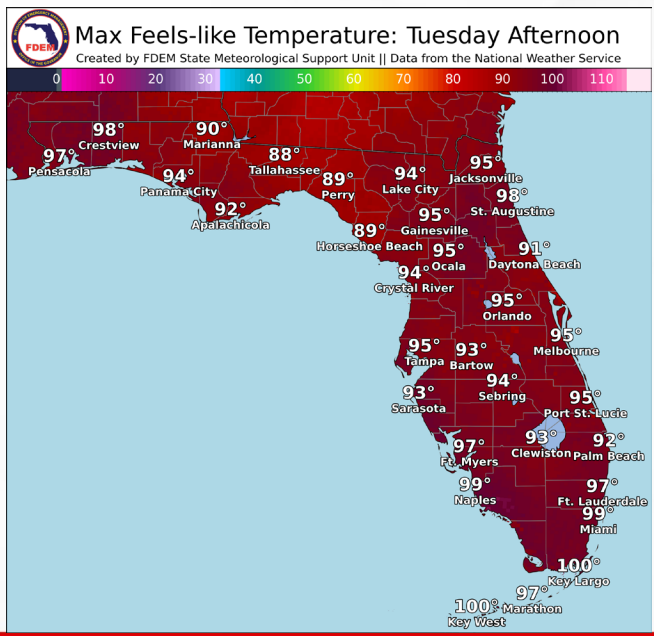 FDEM
Max Feels-like Temperature: Tuesday Afternoon
Created by FDEM State Meteorological Support Unit || Data from the National Weather Service
0 10 20 30 40 50 60 70 80 90 100 110
98°
Crestview
90°
Marianna
97°
Pensacola
88°
Tallahassee
94°
Panama City
89°
Perry
94°
Lake City
95°
Jacksonville
92°
Apalachicola
98°
St. Augustine
95°
Gainesville
89°
Horseshoe Beach
95°
Ocala
91°
Daytona Beach
94°
Crystal River
95°
Orlando
95°
Melbourne
95°
Tampa
93°
Bartow
94°
Sebring
93°
Sarasota
95°
Port St. Lucie
93°
Clewiston
92°
Palm Beach
97°
Ft. Myers
99°
Naples
97°
Ft. Lauderdale
99°
Miami
100°
Key Largo
97°
Marathon
100°
Key West